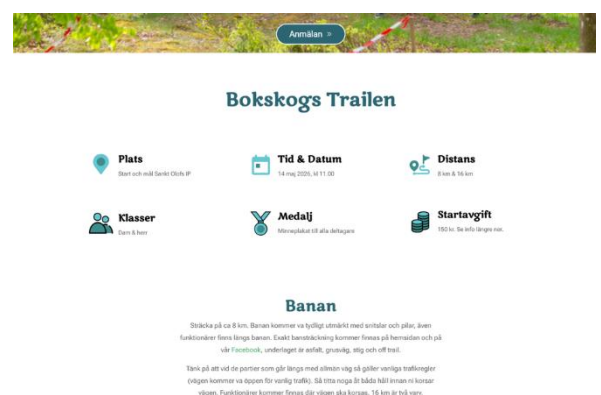 Anmälan »
Bokskogs Trailen
Plats
Start och mål Sankt Olofs IP
Tid & Datum
14 maj 2026, kl 11.00
Distans
8 km & 16 km
Klasser
Dam & herr
Medalj
Minneplakat till alla deltagare
Startavgift
150 kr. Se info längre ner.
Banan
Sträcka på ca 8 km. Banan kommer va tydligt utmärkt med snitslar och pilar, även
funktionärer finns längs banan. Exakt bansträckning kommer finnas på hemsidan och på
vår Facebook, underlaget är asfalt, grusväg, stig och off trail.
Tänk på att vid de partier som går längs med allmän väg så gäller vanliga trafikregler
(vägen kommer va öppen för vanlig trafik). Så titta noga åt båda håll innan ni korsar
vägen. Funktionärer kommer finnas där vägen ska korsas. 16 km är två varv.